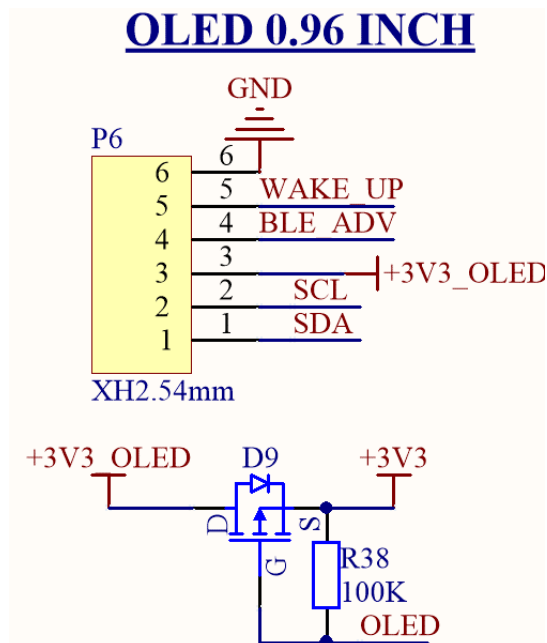 OLED 0.96 INCH
GND
P6
6 6
5 5 WAKE_UP
4 4 BLE_ADV
3 3 +3V3_OLED
2 2 SCL
1 1 SDA
XH2.54mm
+3V3_OLED D9 +3V3
D S
G R38
100K
OLED